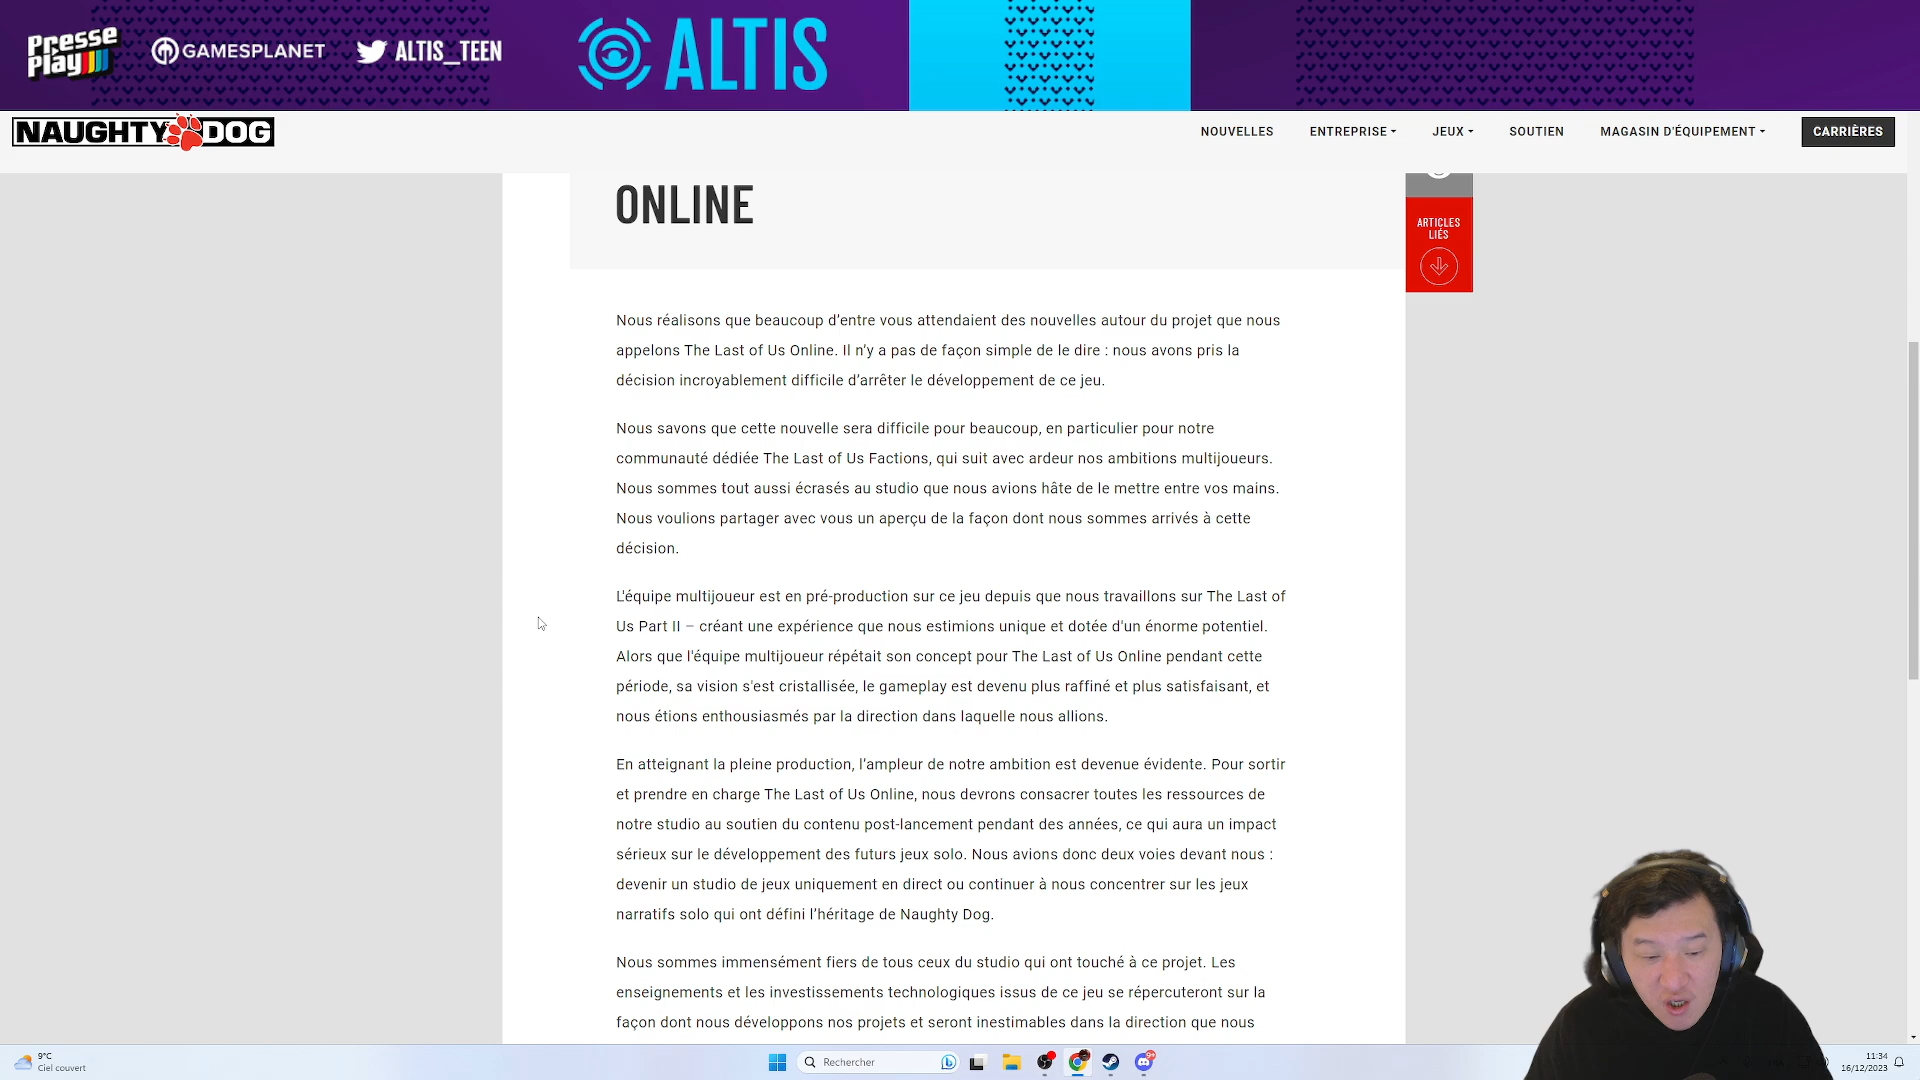 Presse
Play
GAMESPLANET
ALTIS_TEEN
ALTIS
NAUGHTY DOG
NOUVELLES
ENTREPRISE
JEUX
SOUTIEN
MAGASIN D'ÉQUIPEMENT
CARRIÈRES
ONLINE
ARTICLES
LIÉS
Nous réalisons que beaucoup d’entre vous attendaient des nouvelles autour du projet que nous
appelons The Last of Us Online. Il n’y a pas de façon simple de le dire : nous avons pris la
décision incroyablement difficile d’arrêter le développement de ce jeu.
Nous savons que cette nouvelle sera difficile pour beaucoup, en particulier pour notre
communauté dédiée The Last of Us Factions, qui suit avec ardeur nos ambitions multijoueurs.
Nous sommes tout aussi écrasés au studio que nous avions hâte de le mettre entre vos mains.
Nous voulions partager avec vous un aperçu de la façon dont nous sommes arrivés à cette
décision.
L'équipe multijoueur est en pré-production sur ce jeu depuis que nous travaillons sur The Last of
Us Part II – créant une expérience que nous estimions unique et dotée d'un énorme potentiel.
Alors que l'équipe multijoueur répétait son concept pour The Last of Us Online pendant cette
période, sa vision s'est cristallisée, le gameplay est devenu plus raffiné et plus satisfaisant, et
nous étions enthousiasmés par la direction dans laquelle nous allions.
En atteignant la pleine production, l’ampleur de notre ambition est devenue évidente. Pour sortir
et prendre en charge The Last of Us Online, nous devrons consacrer toutes les ressources de
notre studio au soutien du contenu post-lancement pendant des années, ce qui aura un impact
sérieux sur le développement des futurs jeux solo. Nous avions donc deux voies devant nous :
devenir un studio de jeux uniquement en direct ou continuer à nous concentrer sur les jeux
narratifs solo qui ont défini l’héritage de Naughty Dog.
Nous sommes immensément fiers de tous ceux du studio qui ont touché à ce projet. Les
enseignements et les investissements technologiques issus de ce jeu se répercuteront sur la
façon dont nous développons nos projets et seront inestimables dans la direction que nous
9°C
Ciel couvert
Rechercher
9+
11:34
16/12/2023